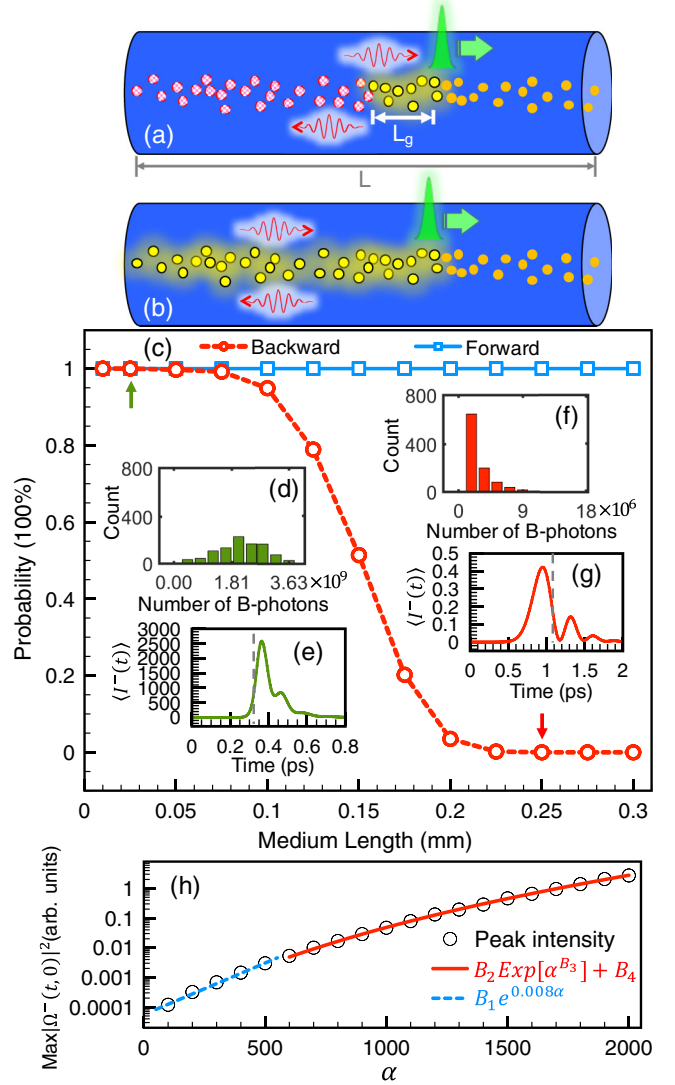 (a)
L_g
L
(b)
(c) Backward Forward
Probability (100%)
1
0.8
0.6
0.4
0.2
0
0 0.05 0.1 0.15 0.2 0.25 0.3
Medium Length (mm)
(d)
Count
800
400
0
0.00 1.81 3.63 ×10^9
Number of B-photons
(e)
⟨I^-(t)⟩
3000
2500
2000
1500
1000
500
0
0 0.2 0.4 0.6 0.8
Time (ps)
(f)
Count
800
400
0
0 9 18 ×10^6
Number of B-photons
(g)
⟨I^-(t)⟩
0.5
0.4
0.3
0.2
0.1
0
0 0.5 1 1.5 2
Time (ps)
(h)
Max|Ω^-(t,0)|^2(arb. units)
1
0.1
0.01
0.001
0.0001
Peak intensity
B_2 Exp[α^{B_3}] + B_4
B_1 e^{0.008α}
0 500 1000 1500 2000
α